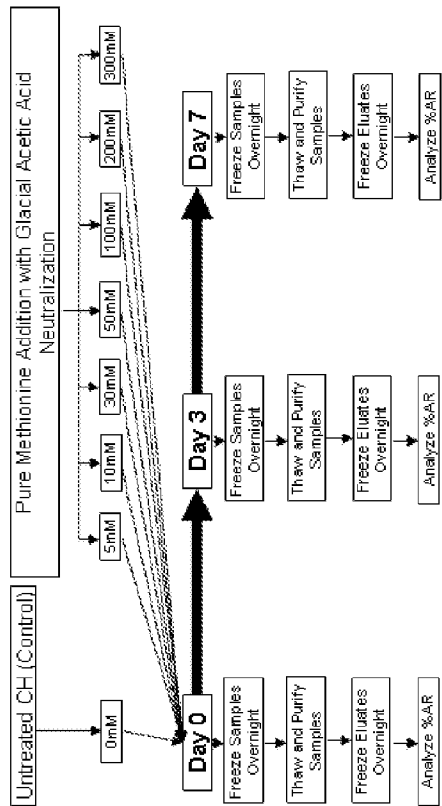 Untreated CH (Control)
Pure Methionine Addition with Glacial Acetic Acid
Neutralization
0mM
5mM
10mM
30mM
50mM
100mM
200mM
300mM
Day 0
Day 3
Day 7
Freeze Samples
Overnight
Freeze Samples
Overnight
Freeze Samples
Overnight
Thaw and Purify
Samples
Thaw and Purify
Samples
Thaw and Purify
Samples
Freeze Eluates
Overnight
Freeze Eluates
Overnight
Freeze Eluates
Overnight
Analyze %AR
Analyze %AR
Analyze %AR